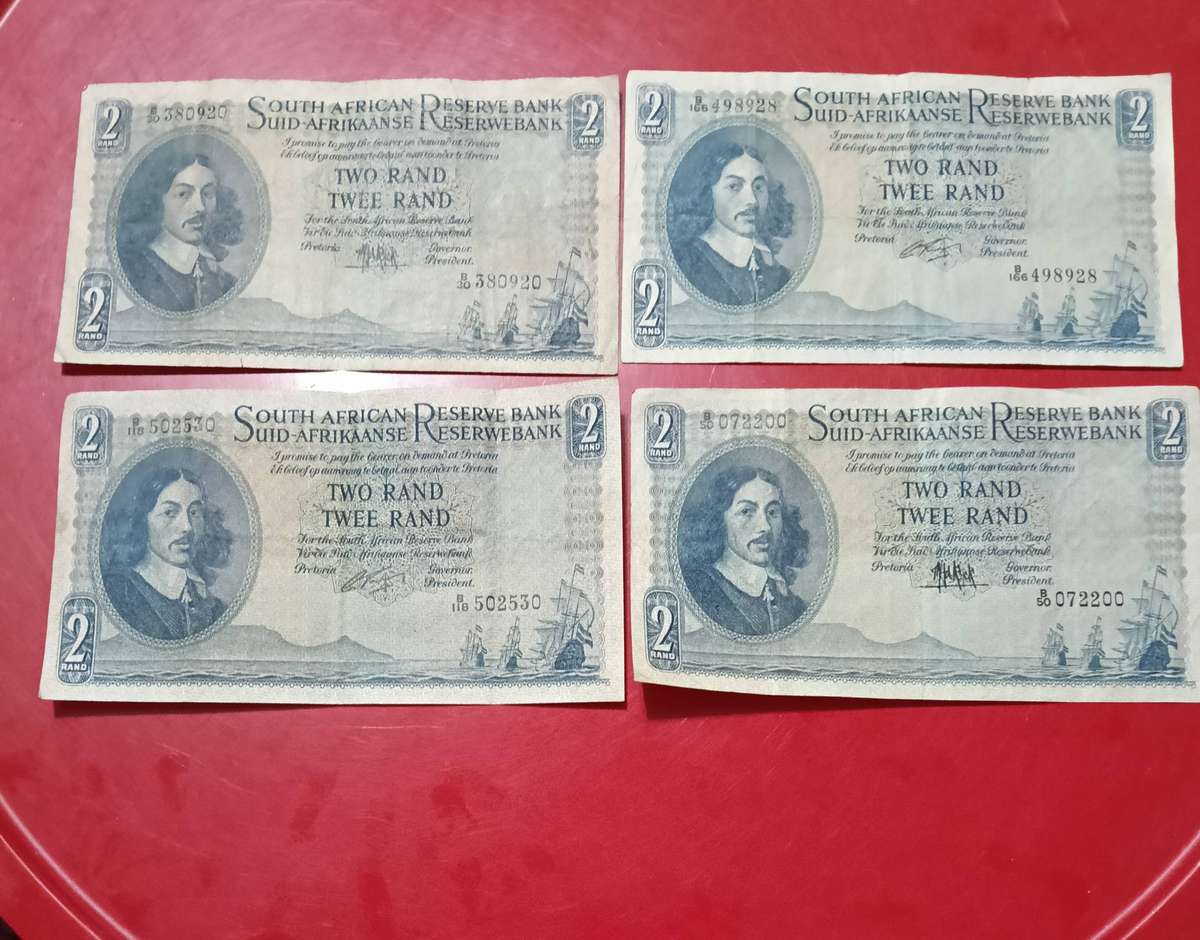 2 RAND
B/30 380920
SOUTH AFRICAN RESERVE BANK
SUID-AFRIKAANSE RESERWEBANK
2 RAND
I promise to pay the bearer on demand at Pretoria
Ek beloof op aanvrag te betaal aan toonder te Pretoria
TWO RAND
TWEE RAND
For the South African Reserve Bank
Vir die Suid Afrikaanse Reserwebank
Pretoria Governor.
President.
B/30 380920
2 RAND
B/166 498928
SOUTH AFRICAN RESERVE BANK
SUID-AFRIKAANSE RESERWEBANK
2 RAND
2 RAND
I promise to pay the bearer on demand at Pretoria
Ek beloof op aanvrag te betaal aan toonder te Pretoria
TWO RAND
TWEE RAND
For the South African Reserve Bank
Vir die Suid Afrikaanse Reserwebank
Pretoria Governor.
President.
B/166 498928
2 RAND
2 RAND
B/118 502530
SOUTH AFRICAN RESERVE BANK
SUID-AFRIKAANSE RESERWEBANK
2 RAND
I promise to pay the bearer on demand at Pretoria
Ek beloof op aanvrag te betaal aan toonder te Pretoria
TWO RAND
TWEE RAND
For the South African Reserve Bank
Vir die Suid Afrikaanse Reserwebank
Pretoria Governor.
President.
B/118 502530
2 RAND
2 RAND
B/50 072200
SOUTH AFRICAN RESERVE BANK
SUID-AFRIKAANSE RESERWEBANK
2 RAND
I promise to pay the bearer on demand at Pretoria
Ek beloof op aanvrag te betaal aan toonder te Pretoria
TWO RAND
TWEE RAND
For the South African Reserve Bank
Vir die Suid Afrikaanse Reserwebank
Pretoria Governor.
President.
B/50 072200
2 RAND